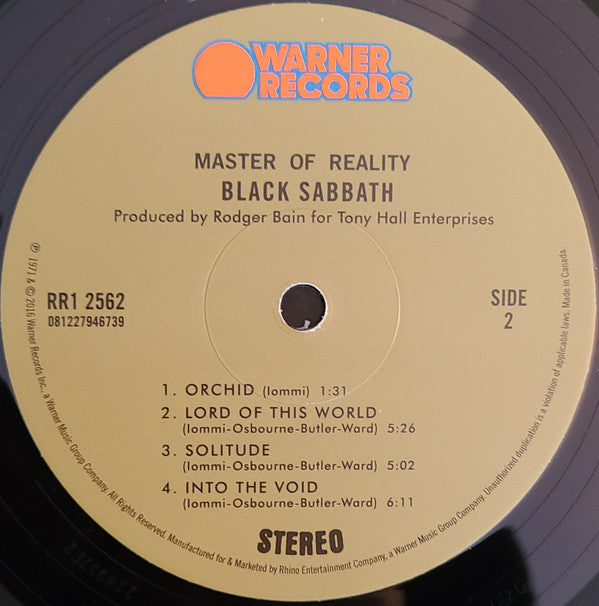 WARNER
RECORDS
MASTER OF REALITY
BLACK SABBATH
Produced by Rodger Bain for Tony Hall Enterprises
RR1 2562
081227946739
SIDE
2
1. ORCHID (Iommi) 1:31
2. LORD OF THIS WORLD
(Iommi-Osbourne-Butler-Ward) 5:26
3. SOLITUDE
(Iommi-Osbourne-Butler-Ward) 5:02
4. INTO THE VOID
(Iommi-Osbourne-Butler-Ward) 6:11
STEREO
℗ 1971 & © 2016 Warner Records Inc., a Warner Music Group Company. All Rights Reserved. Manufactured for & Marketed by Rhino Entertainment Company, a Warner Music Group Company. Unauthorized duplication is a violation of applicable laws. Made in Canada.